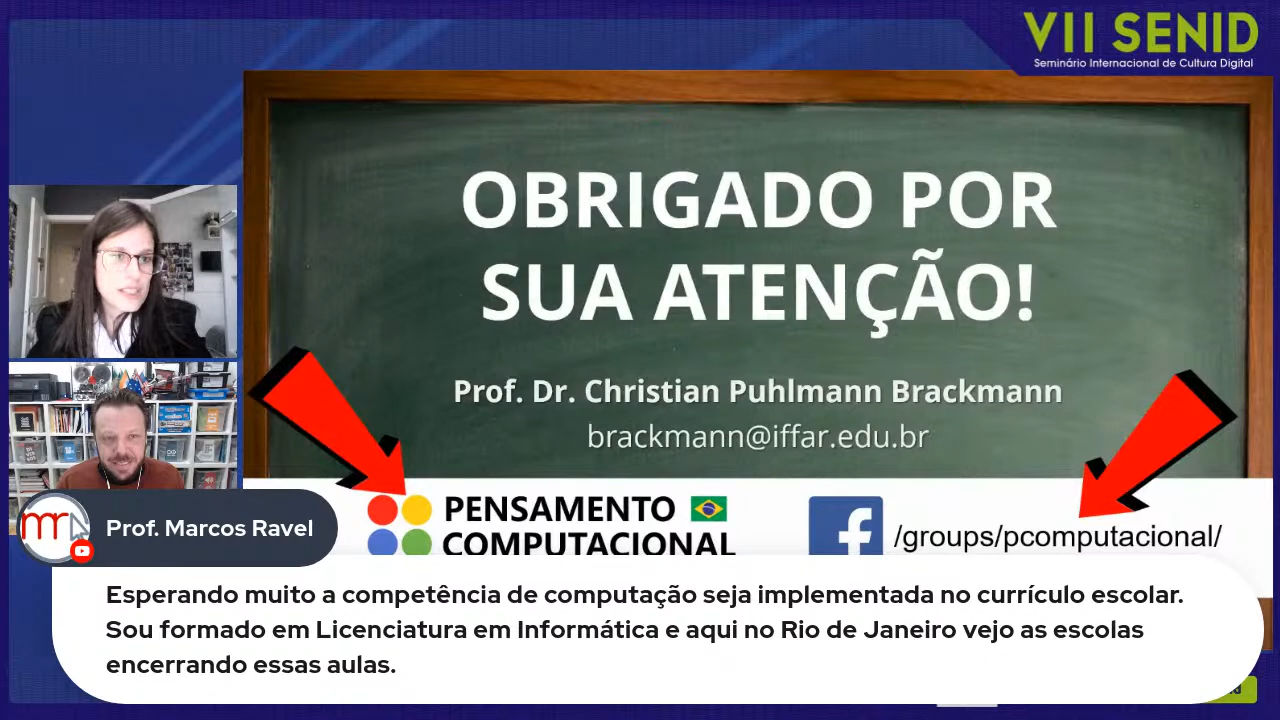 VII SENID
Seminário Internacional de Cultura Digital
OBRIGADO POR
SUA ATENÇÃO!
Prof. Dr. Christian Puhlmann Brackmann
brackmann@iffar.edu.br
PENSAMENTO
COMPUTACIONAL
f /groups/pcomputacional/
mr
Prof. Marcos Ravel
Esperando muito a competência de computação seja implementada no currículo escolar.
Sou formado em Licenciatura em Informática e aqui no Rio de Janeiro vejo as escolas
encerrando essas aulas.